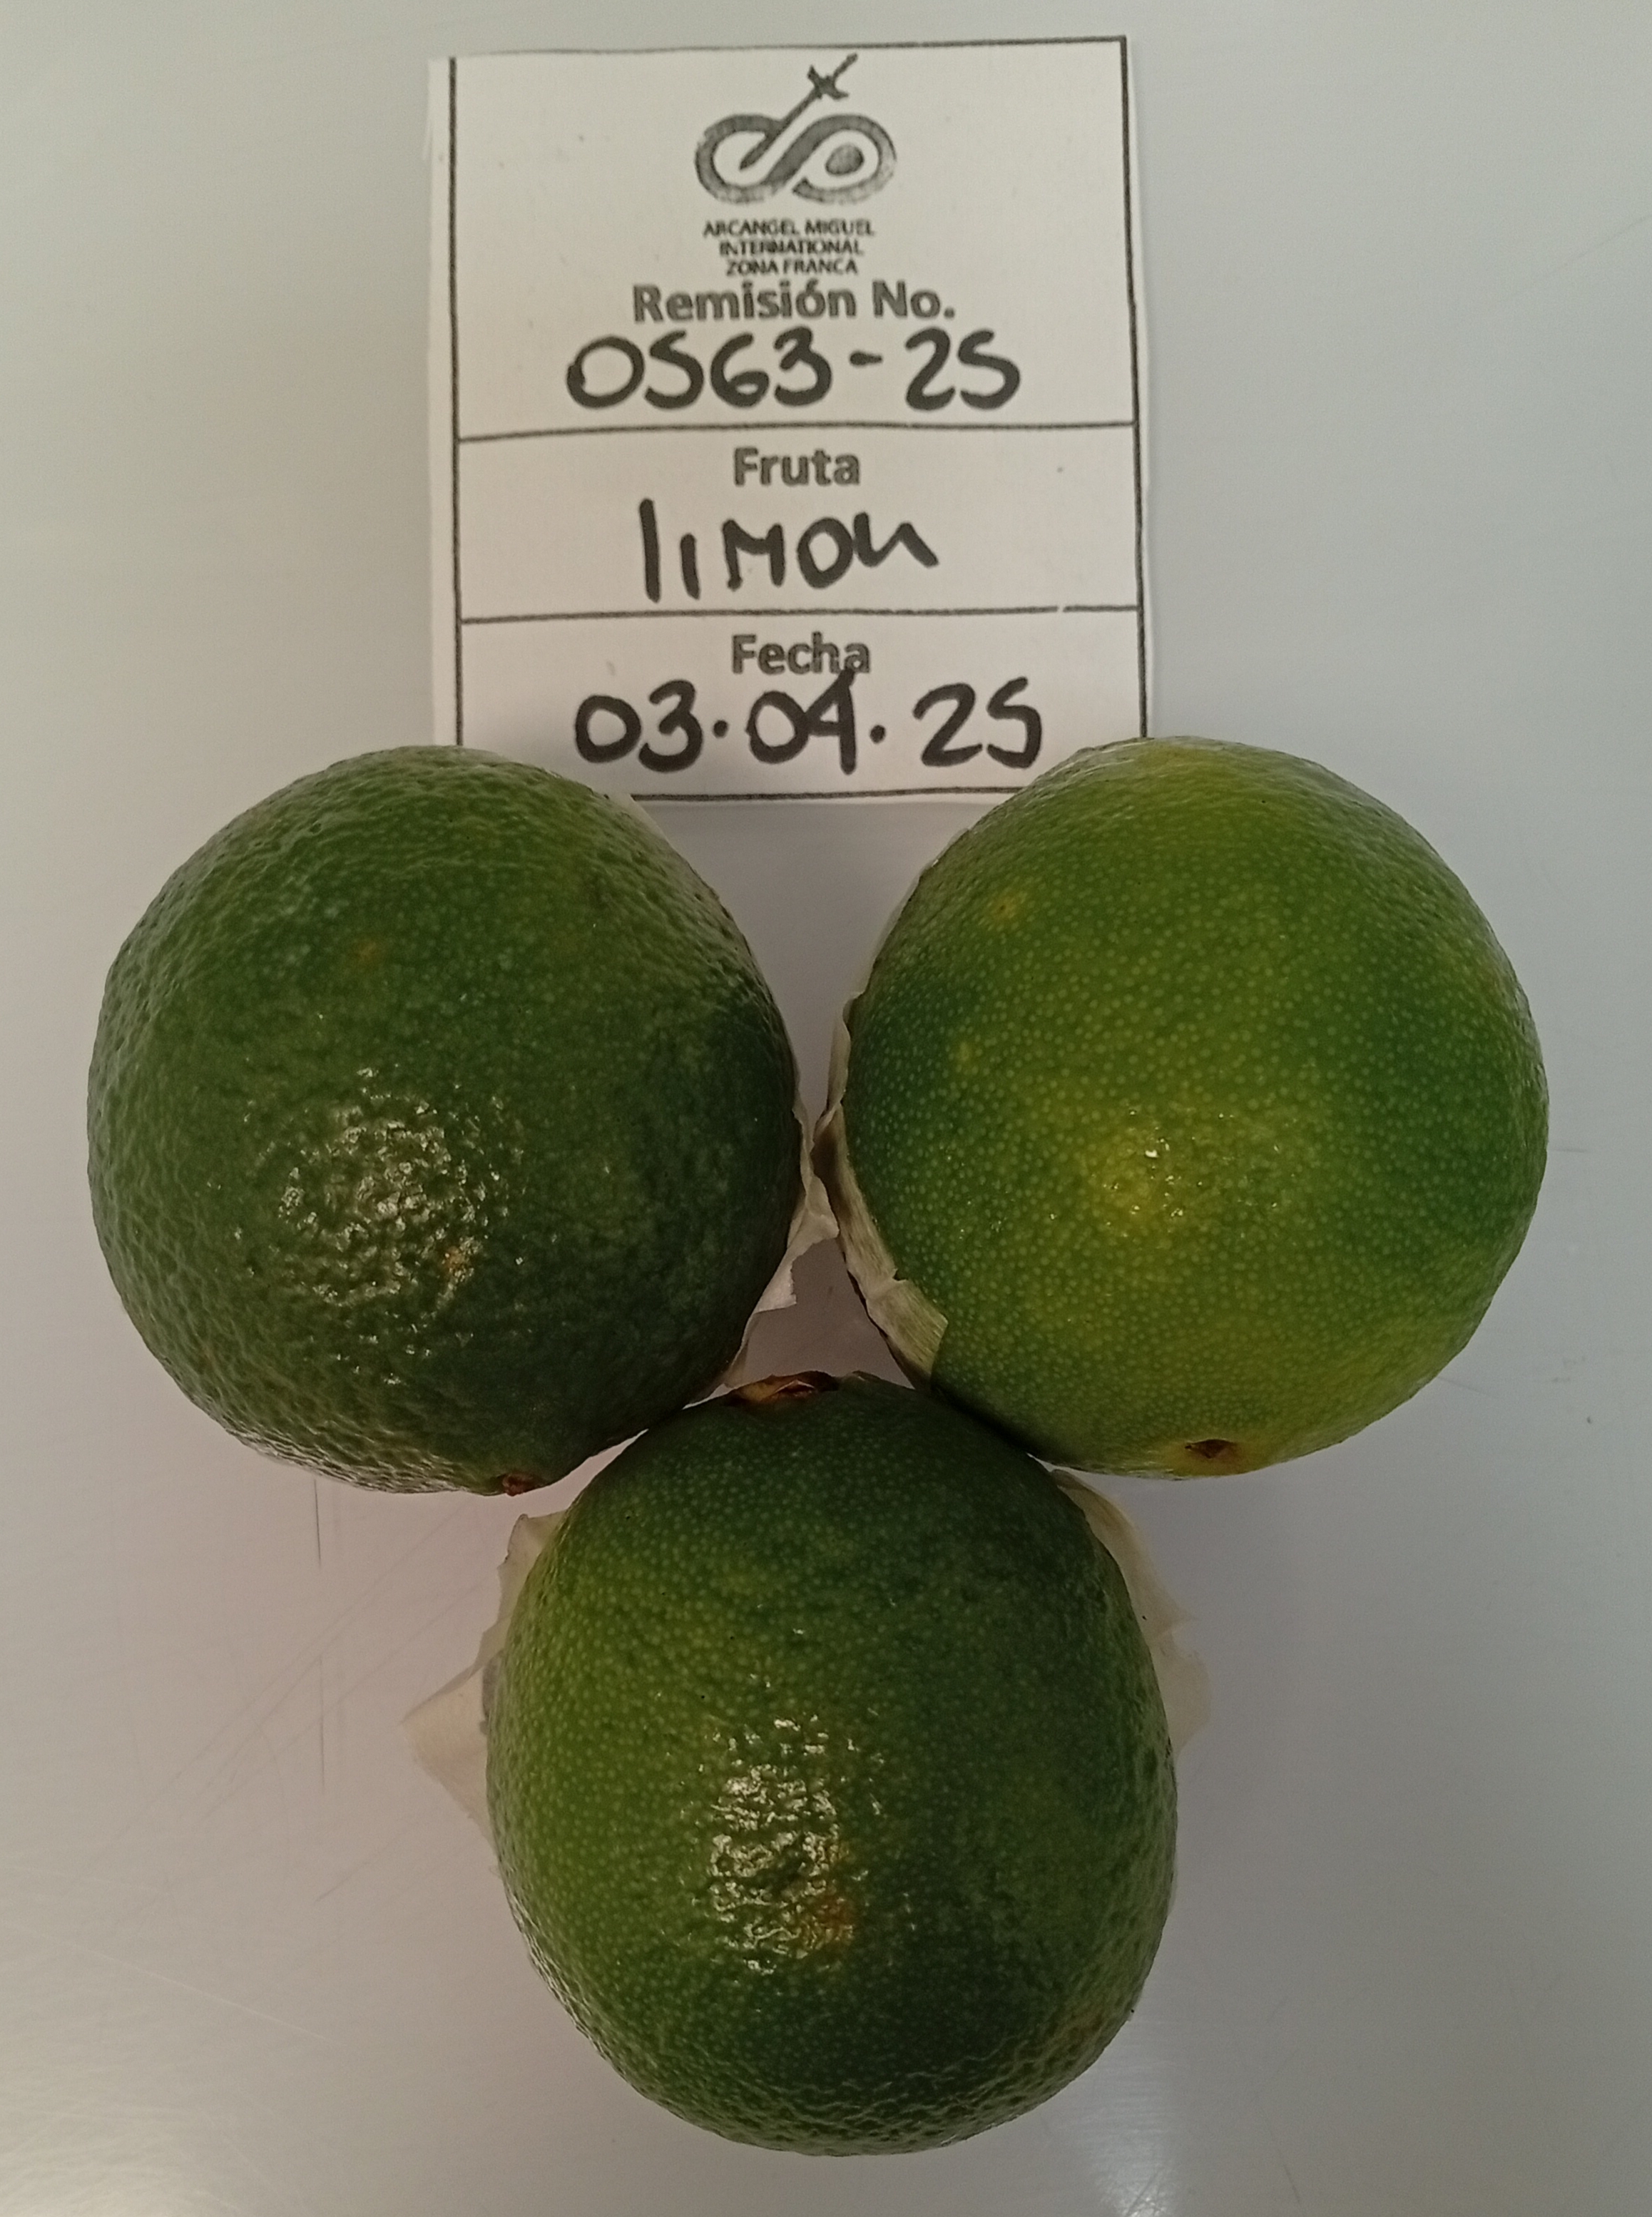 ARCANGEL MIGUEL
INTERNATIONAL
ZONA FRANCA
Remisión No.
0563-25
Fruta
limon
Fecha
03.04.25